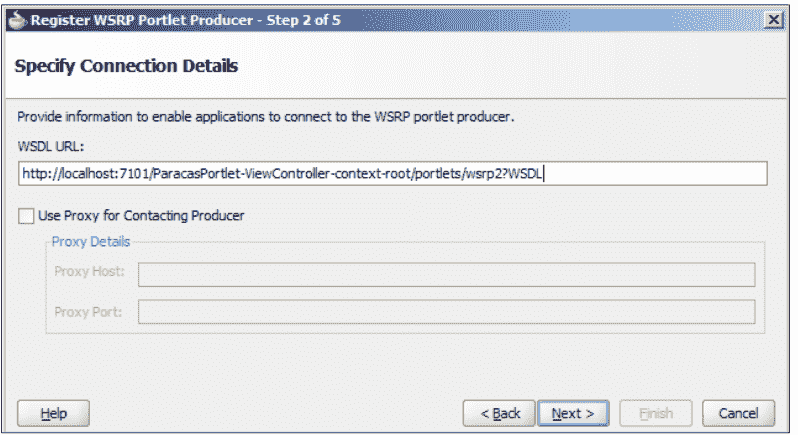 Register WSRP Portlet Producer - Step 2 of 5
Specify Connection Details
Provide information to enable applications to connect to the WSRP portlet producer.
WSDL URL:
http://localhost:7101/ParacasPortlet-ViewController-context-root/portlets/wsrp2?WSDL
Use Proxy for Contacting Producer
Proxy Details
Proxy Host:
Proxy Port:
Help < Back Next > Finish Cancel